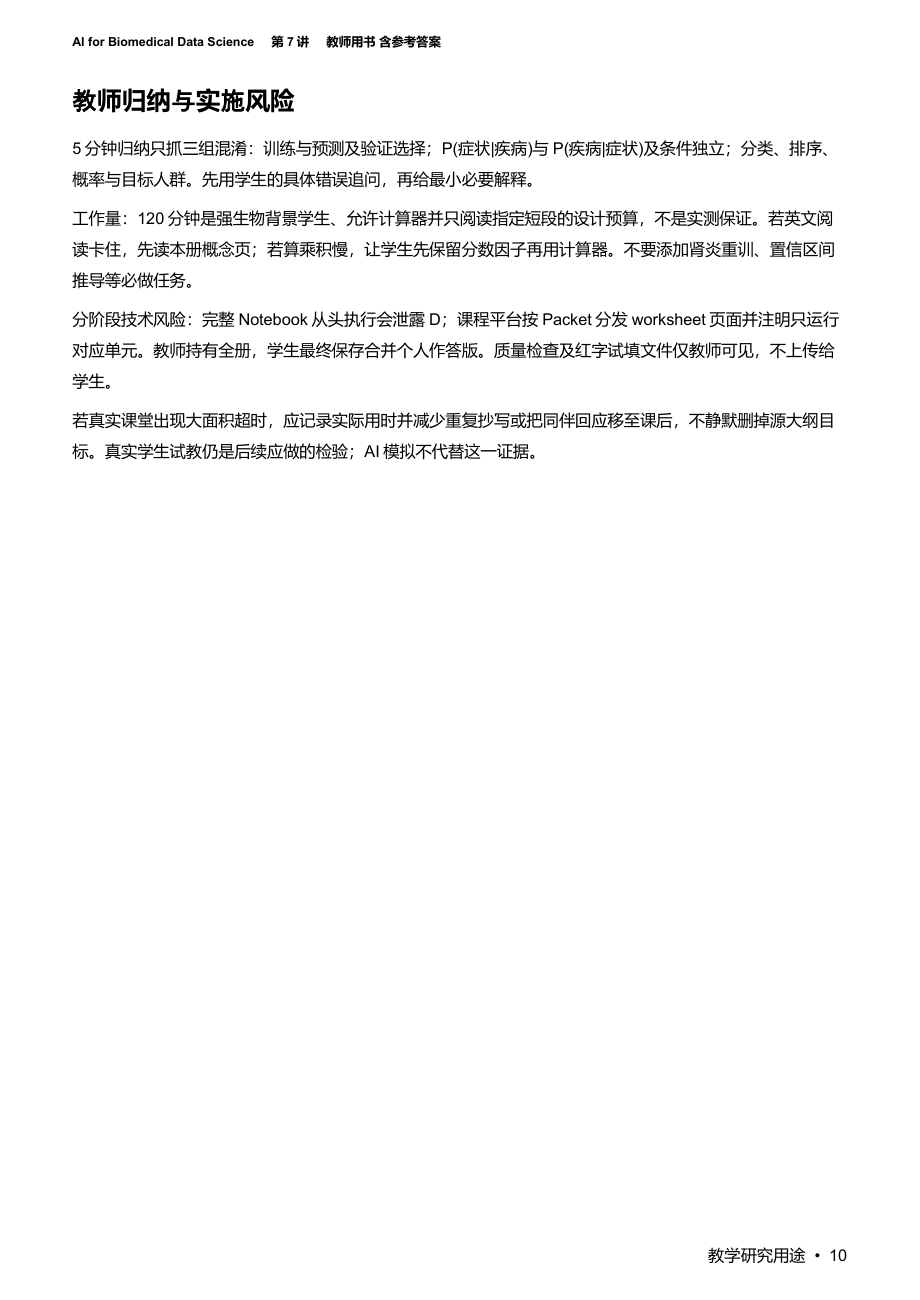 AI for Biomedical Data Science 第 7 讲 教师用书 含参考答案
教师归纳与实施风险
5 分钟归纳只抓三组混淆：训练与预测及验证选择；P(症状|疾病)与 P(疾病|症状)及条件独立；分类、排序、
概率与目标人群。先用学生的具体错误追问，再给最小必要解释。
工作量：120 分钟是强生物背景学生、允许计算器并只阅读指定短段的设计预算，不是实测保证。若英文阅
读卡住，先读本册概念页；若算乘积慢，让学生先保留分数因子再用计算器。不要添加肾炎重训、置信区间
推导等必做任务。
分阶段技术风险：完整 Notebook 从头执行会泄露 D；课程平台按 Packet 分发 worksheet 页面并注明只运行
对应单元。教师持有全册，学生最终保存合并个人作答版。质量检查及红字试填文件仅教师可见，不上传给
学生。
若真实课堂出现大面积超时，应记录实际用时并减少重复抄写或把同伴回应移至课后，不静默删掉源大纲目
标。真实学生试教仍是后续应做的检验；AI 模拟不代替这一证据。
教学研究用途 • 10